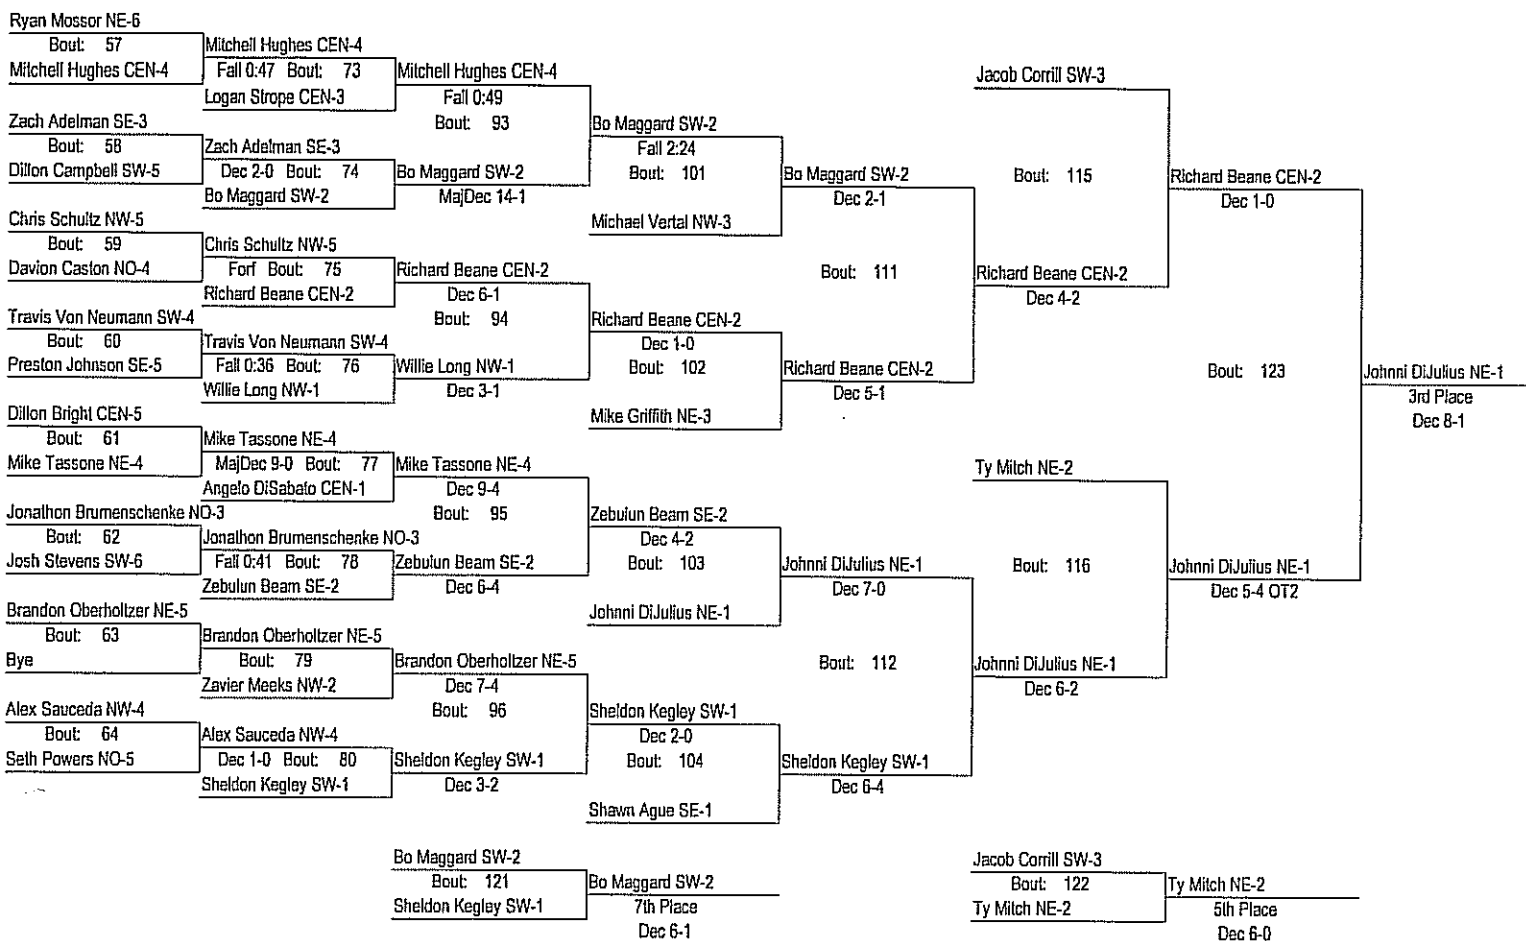 Ryan Mossor NE-6
Bout: 57
Mitchell Hughes CEN-4
Zach Adelman SE-3
Bout: 58
Dillon Campbell SW-5
Chris Schultz NW-5
Bout: 59
Davion Caston NO-4
Travis Von Neumann SW-4
Bout: 60
Preston Johnson SE-5
Dillon Bright CEN-5
Bout: 61
Mike Tassone NE-4
Jonathon Brumenschenke NO-3
Bout: 62
Josh Stevens SW-6
Brandon Oberholtzer NE-5
Bout: 63
Bye
Alex Sauceda NW-4
Bout: 64
Seth Powers NO-5
Mitchell Hughes CEN-4
Fall 0:47 Bout: 73
Logan Strope CEN-3
Zach Adelman SE-3
Dec 2-0 Bout: 74
Bo Maggard SW-2
Chris Schultz NW-5
Forf Bout: 75
Richard Beane CEN-2
Travis Von Neumann SW-4
Fall 0:36 Bout: 76
Willie Long NW-1
Mike Tassone NE-4
MajDec 9-0 Bout: 77
Angelo DiSabato CEN-1
Jonathon Brumenschenke NO-3
Fall 0:41 Bout: 78
Zebulun Beam SE-2
Brandon Oberholtzer NE-5
Bout: 79
Zavier Meeks NW-2
Alex Sauceda NW-4
Dec 1-0 Bout: 80
Sheldon Kegley SW-1
Mitchell Hughes CEN-4
Fall 0:49
Bout: 93
Bo Maggard SW-2
MajDec 14-1
Richard Beane CEN-2
Dec 6-1
Bout: 94
Willie Long NW-1
Dec 3-1
Mike Tassone NE-4
Dec 9-4
Bout: 95
Zebulun Beam SE-2
Dec 6-4
Brandon Oberholtzer NE-5
Dec 7-4
Bout: 96
Sheldon Kegley SW-1
Dec 3-2
Bo Maggard SW-2
Fall 2:24
Bout: 101
Michael Vertal NW-3
Richard Beane CEN-2
Dec 1-0
Bout: 102
Mike Griffith NE-3
Zebulun Beam SE-2
Dec 4-2
Bout: 103
Johnni DiJulius NE-1
Sheldon Kegley SW-1
Dec 2-0
Bout: 104
Shawn Ague SE-1
Bo Maggard SW-2
Dec 2-1
Bout: 111
Richard Beane CEN-2
Dec 5-1
Johnni DiJulius NE-1
Dec 7-0
Bout: 112
Sheldon Kegley SW-1
Dec 6-4
Jacob Corrill SW-3
Bout: 115
Richard Beane CEN-2
Dec 4-2
Ty Mitch NE-2
Bout: 116
Johnni DiJulius NE-1
Dec 6-2
Richard Beane CEN-2
Dec 1-0
Bout: 123
Johnni DiJulius NE-1
Dec 5-4 OT2
Johnni DiJulius NE-1
3rd Place
Dec 8-1
Bo Maggard SW-2
Bout: 121
Sheldon Kegley SW-1
Bo Maggard SW-2
7th Place
Dec 6-1
Jacob Corrill SW-3
Bout: 122
Ty Mitch NE-2
Ty Mitch NE-2
5th Place
Dec 6-0